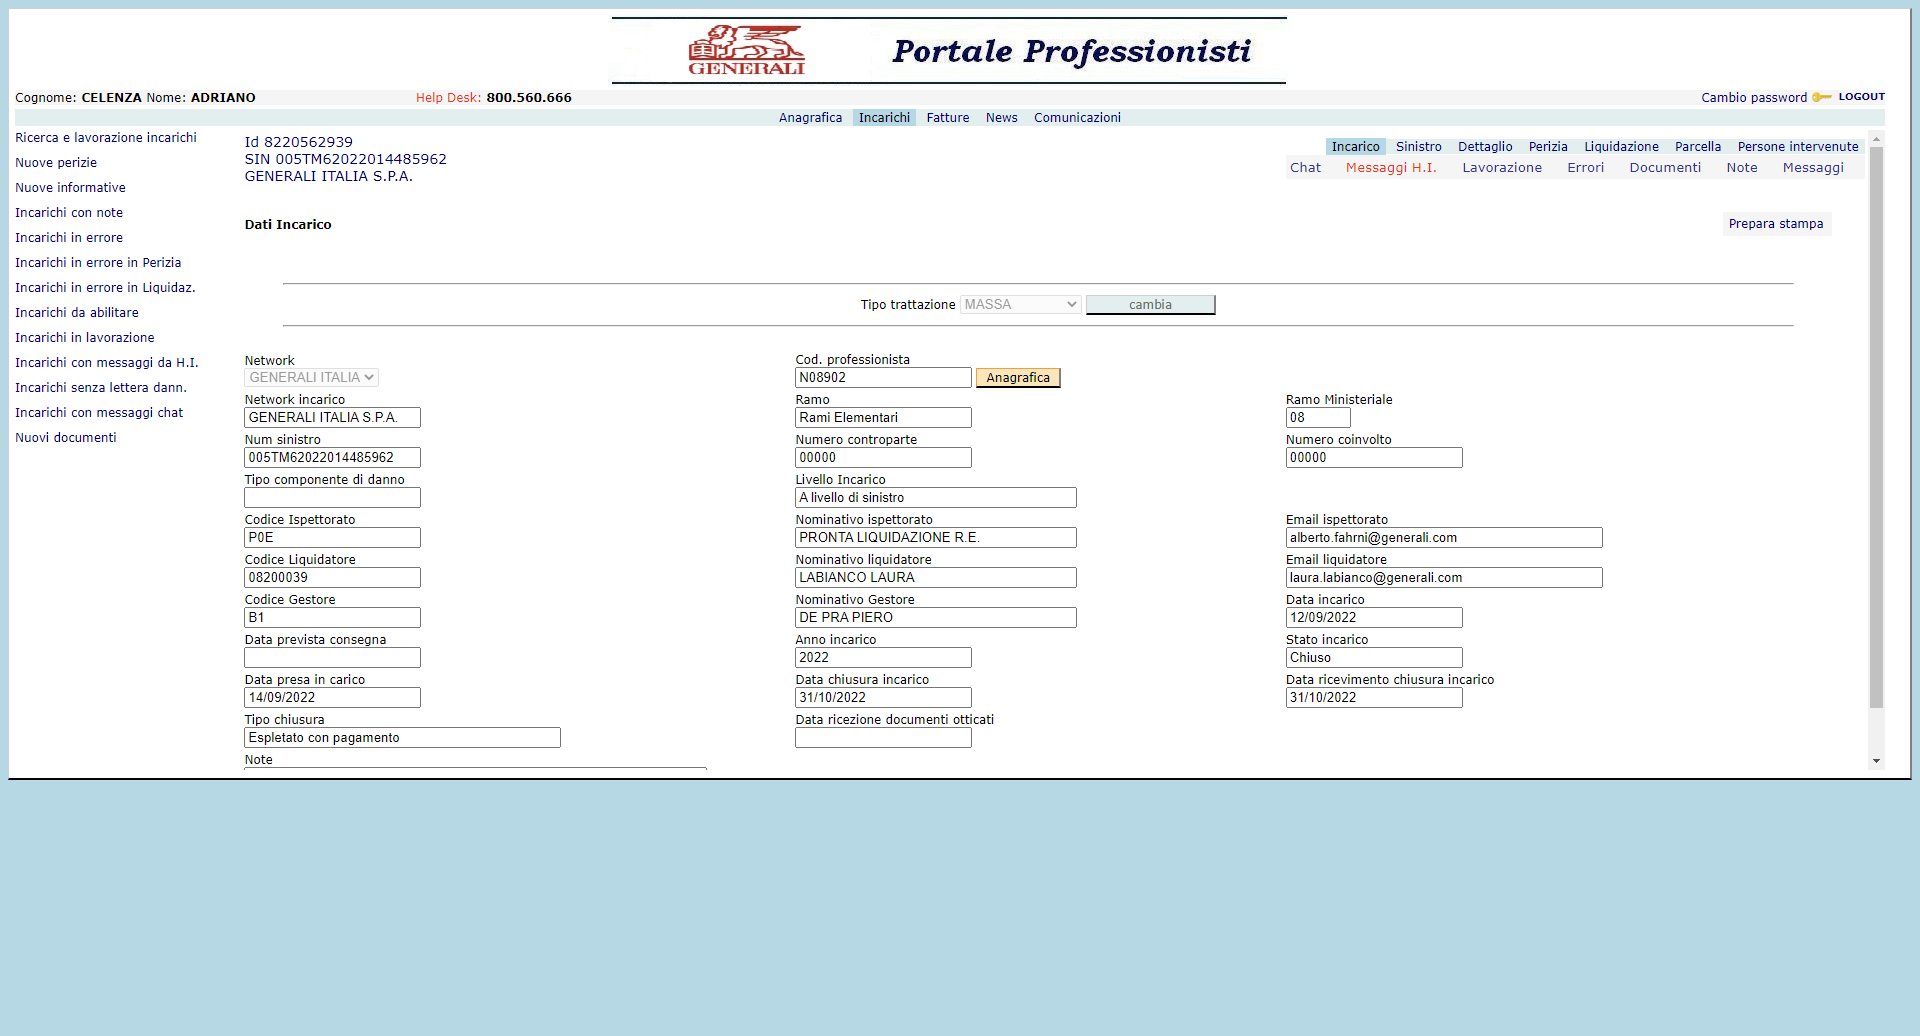 GENERALI
Portale Professionisti
Cognome: CELENZA Nome: ADRIANO Help Desk: 800.560.666 Cambio password LOGOUT
Anagrafica Incarichi Fatture News Comunicazioni
Ricerca e lavorazione incarichi
Nuove perizie
Nuove informative
Incarichi con note
Incarichi in errore
Incarichi in errore in Perizia
Incarichi in errore in Liquidaz.
Incarichi da abilitare
Incarichi in lavorazione
Incarichi con messaggi da H.I.
Incarichi senza lettera dann.
Incarichi con messaggi chat
Nuovi documenti
Id 8220562939
SIN 005TM62022014485962
GENERALI ITALIA S.P.A.
Incarico Sinistro Dettaglio Perizia Liquidazione Parcella Persone intervenute
Chat Messaggi H.I. Lavorazione Errori Documenti Note Messaggi
Dati Incarico
Prepara stampa
Tipo trattazione MASSA cambia
Network Cod. professionista
GENERALI ITALIA N08902 Anagrafica
Network incarico Ramo Ramo Ministeriale
GENERALI ITALIA S.P.A. Rami Elementari 08
Num sinistro Numero controparte Numero coinvolto
005TM62022014485962 00000 00000
Tipo componente di danno Livello Incarico
A livello di sinistro
Codice Ispettorato Nominativo ispettorato Email ispettorato
P0E PRONTA LIQUIDAZIONE R.E. alberto.fahrni@generali.com
Codice Liquidatore Nominativo liquidatore Email liquidatore
08200039 LABIANCO LAURA laura.labianco@generali.com
Codice Gestore Nominativo Gestore Data incarico
B1 DE PRA PIERO 12/09/2022
Data prevista consegna Anno incarico Stato incarico
2022 Chiuso
Data presa in carico Data chiusura incarico Data ricevimento chiusura incarico
14/09/2022 31/10/2022 31/10/2022
Tipo chiusura Data ricezione documenti otticati
Espletato con pagamento
Note